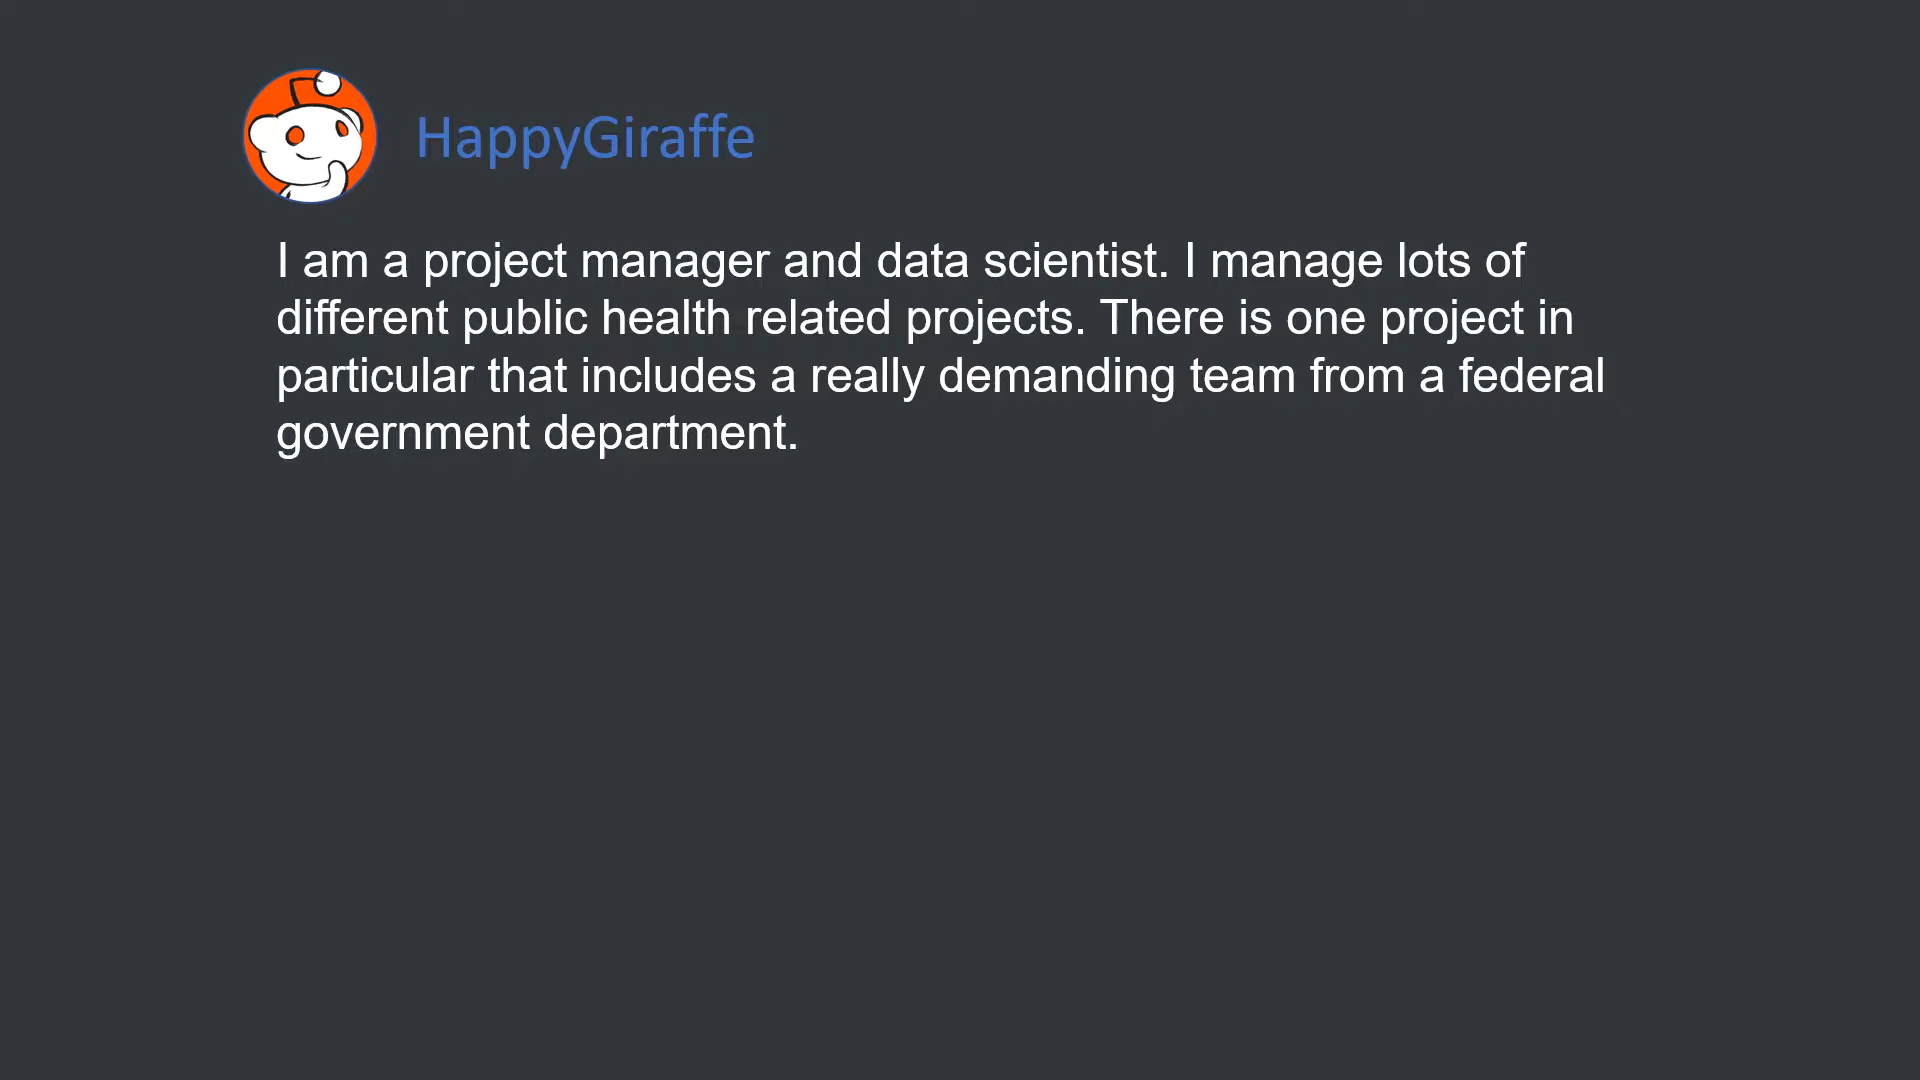 HappyGiraffe
I am a project manager and data scientist. I manage lots of
different public health related projects. There is one project in
particular that includes a really demanding team from a federal
government department.